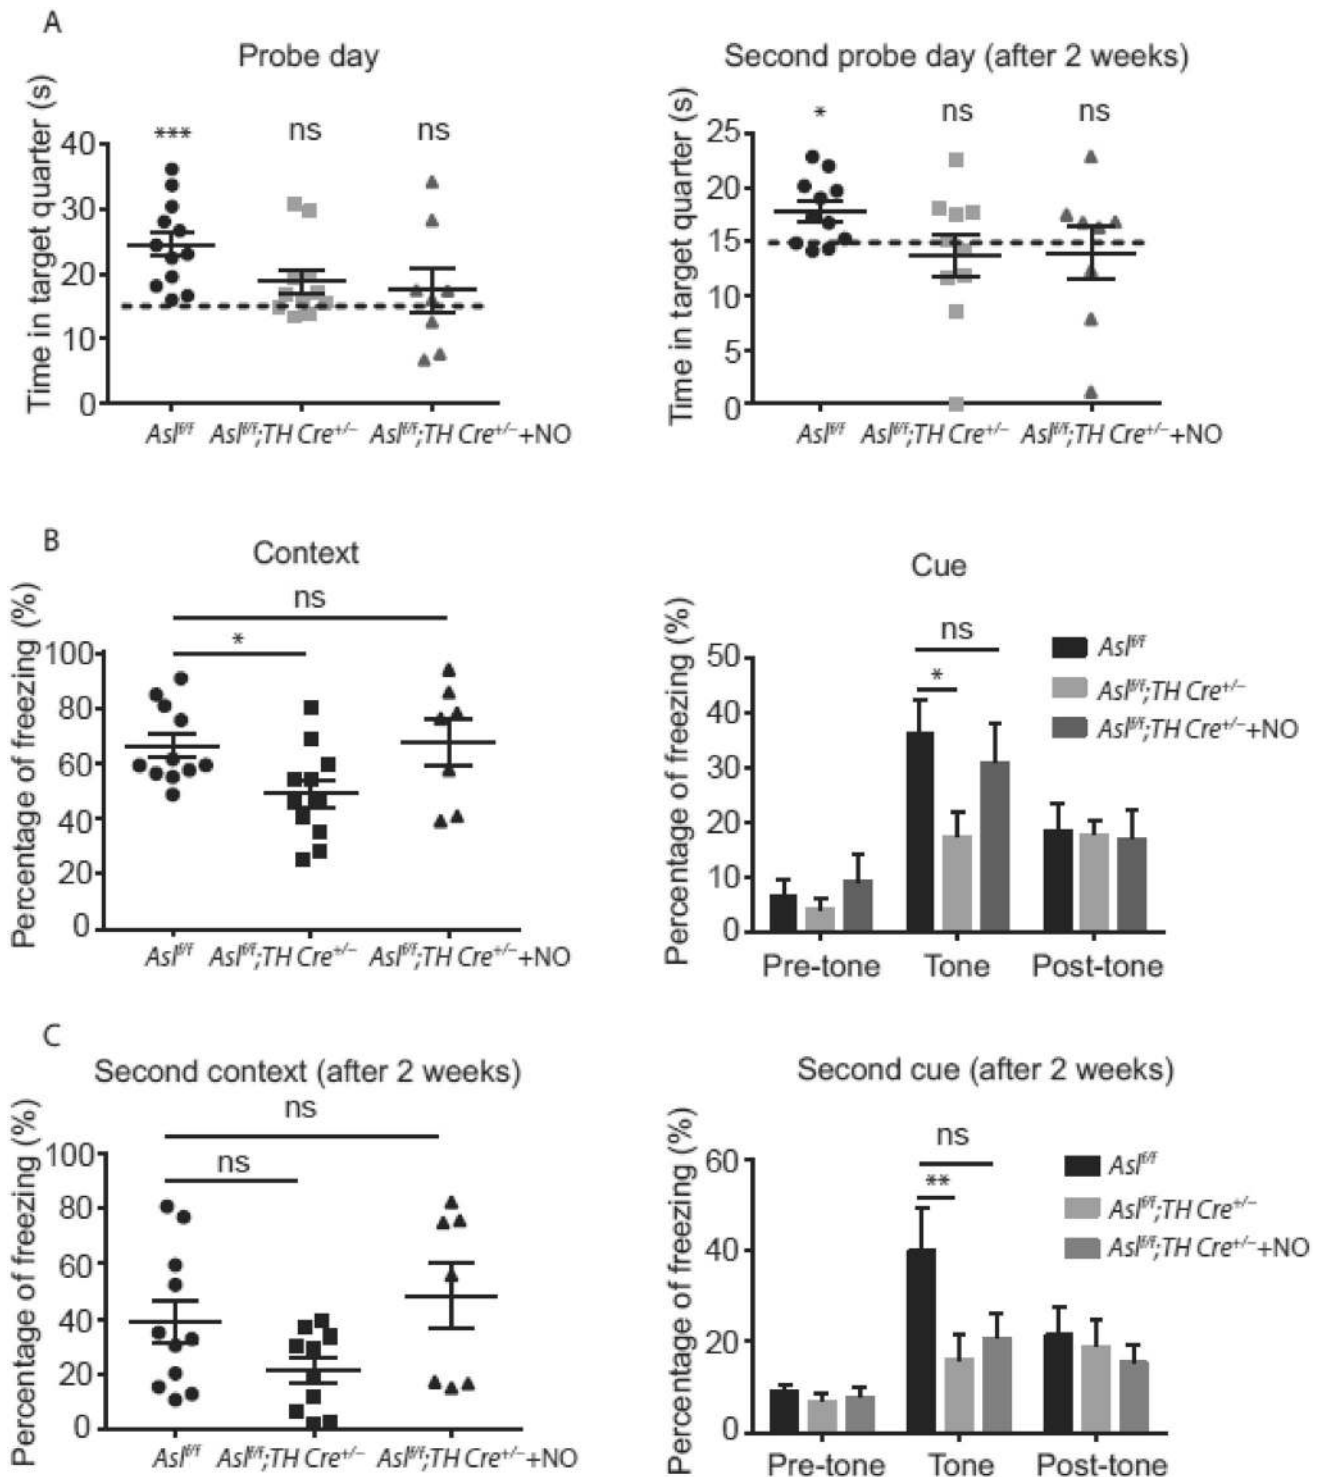 A
Probe day
Second probe day (after 2 weeks)
Time in target quarter (s)
40
30
20
10
0
***
ns
ns
Asl^f/f
Asl^f/f;TH Cre^+/−
Asl^f/f;TH Cre^+/−+NO
Time in target quarter (s)
25
20
15
10
5
0
*
ns
ns
Asl^f/f
Asl^f/f;TH Cre^+/−
Asl^f/f;TH Cre^+/−+NO
B
Context
ns
*
Percentage of freezing (%)
100
80
60
40
20
0
Asl^f/f
Asl^f/f;TH Cre^+/−
Asl^f/f;TH Cre^+/−+NO
Cue
ns
*
Percentage of freezing (%)
50
40
30
20
10
0
Asl^f/f
Asl^f/f;TH Cre^+/−
Asl^f/f;TH Cre^+/−+NO
Pre-tone
Tone
Post-tone
C
Second context (after 2 weeks)
ns
ns
Percentage of freezing (%)
100
80
60
40
20
0
Asl^f/f
Asl^f/f;TH Cre^+/−
Asl^f/f;TH Cre^+/−+NO
Second cue (after 2 weeks)
ns
**
Percentage of freezing (%)
60
40
20
0
Asl^f/f
Asl^f/f;TH Cre^+/−
Asl^f/f;TH Cre^+/−+NO
Pre-tone
Tone
Post-tone